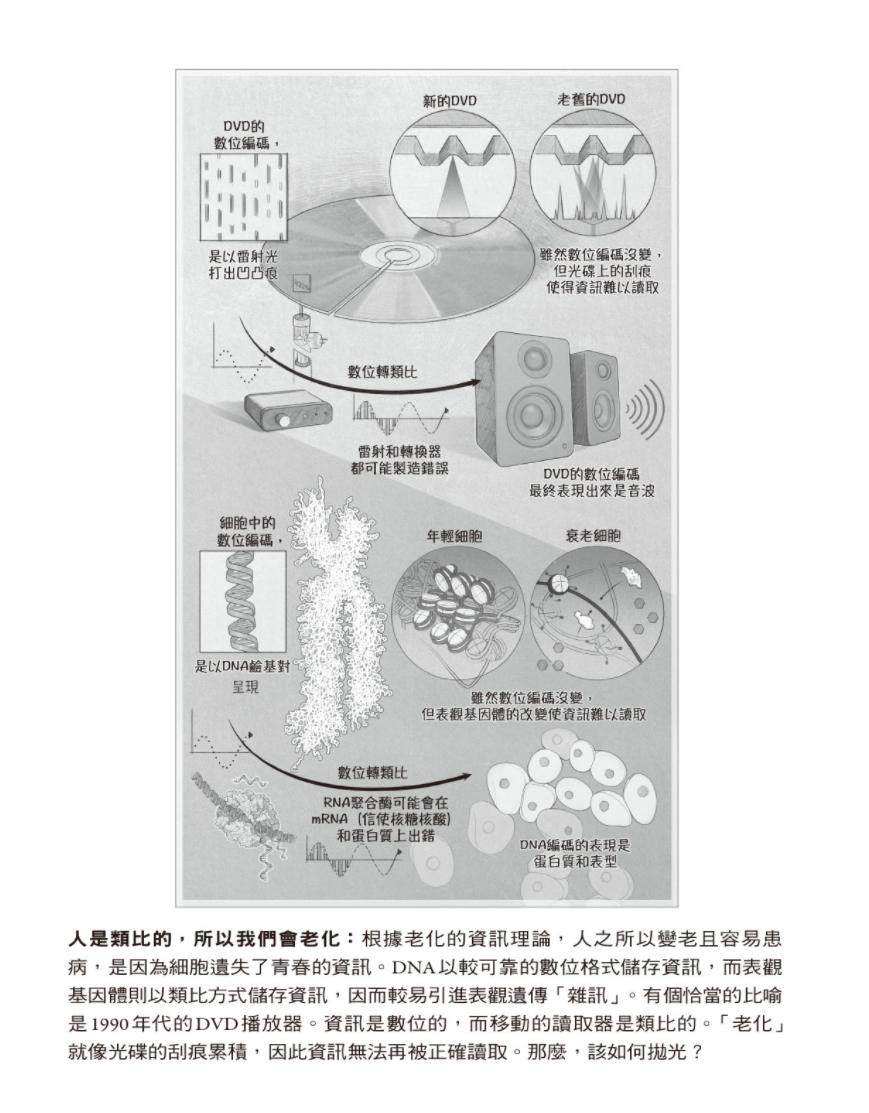 DVD的
數位編碼，
是以雷射光
打出凹凸痕
新的DVD
老舊的DVD
雖然數位編碼沒變，
但光碟上的刮痕
使得資訊難以讀取
數位轉類比
雷射和轉換器
都可能製造錯誤
DVD的數位編碼
最終表現出來是音波
細胞中的
數位編碼，
是以DNA鹼基對
呈現
年輕細胞
衰老細胞
雖然數位編碼沒變，
但表觀基因體的改變使資訊難以讀取
數位轉類比
RNA聚合酶可能會在
mRNA（信使核糖核酸）
和蛋白質上出錯
DNA編碼的表現是
蛋白質和表型
人是類比的，所以我們會老化：根據老化的資訊理論，人之所以變老且容易患
病，是因為細胞遺失了青春的資訊。DNA以較可靠的數位格式儲存資訊，而表觀
基因體則以類比方式儲存資訊，因而較易引進表觀遺傳「雜訊」。有個恰當的比喻
是1990年代的DVD播放器。資訊是數位的，而移動的讀取器是類比的。「老化」
就像光碟的刮痕累積，因此資訊無法再被正確讀取。那麼，該如何拋光？